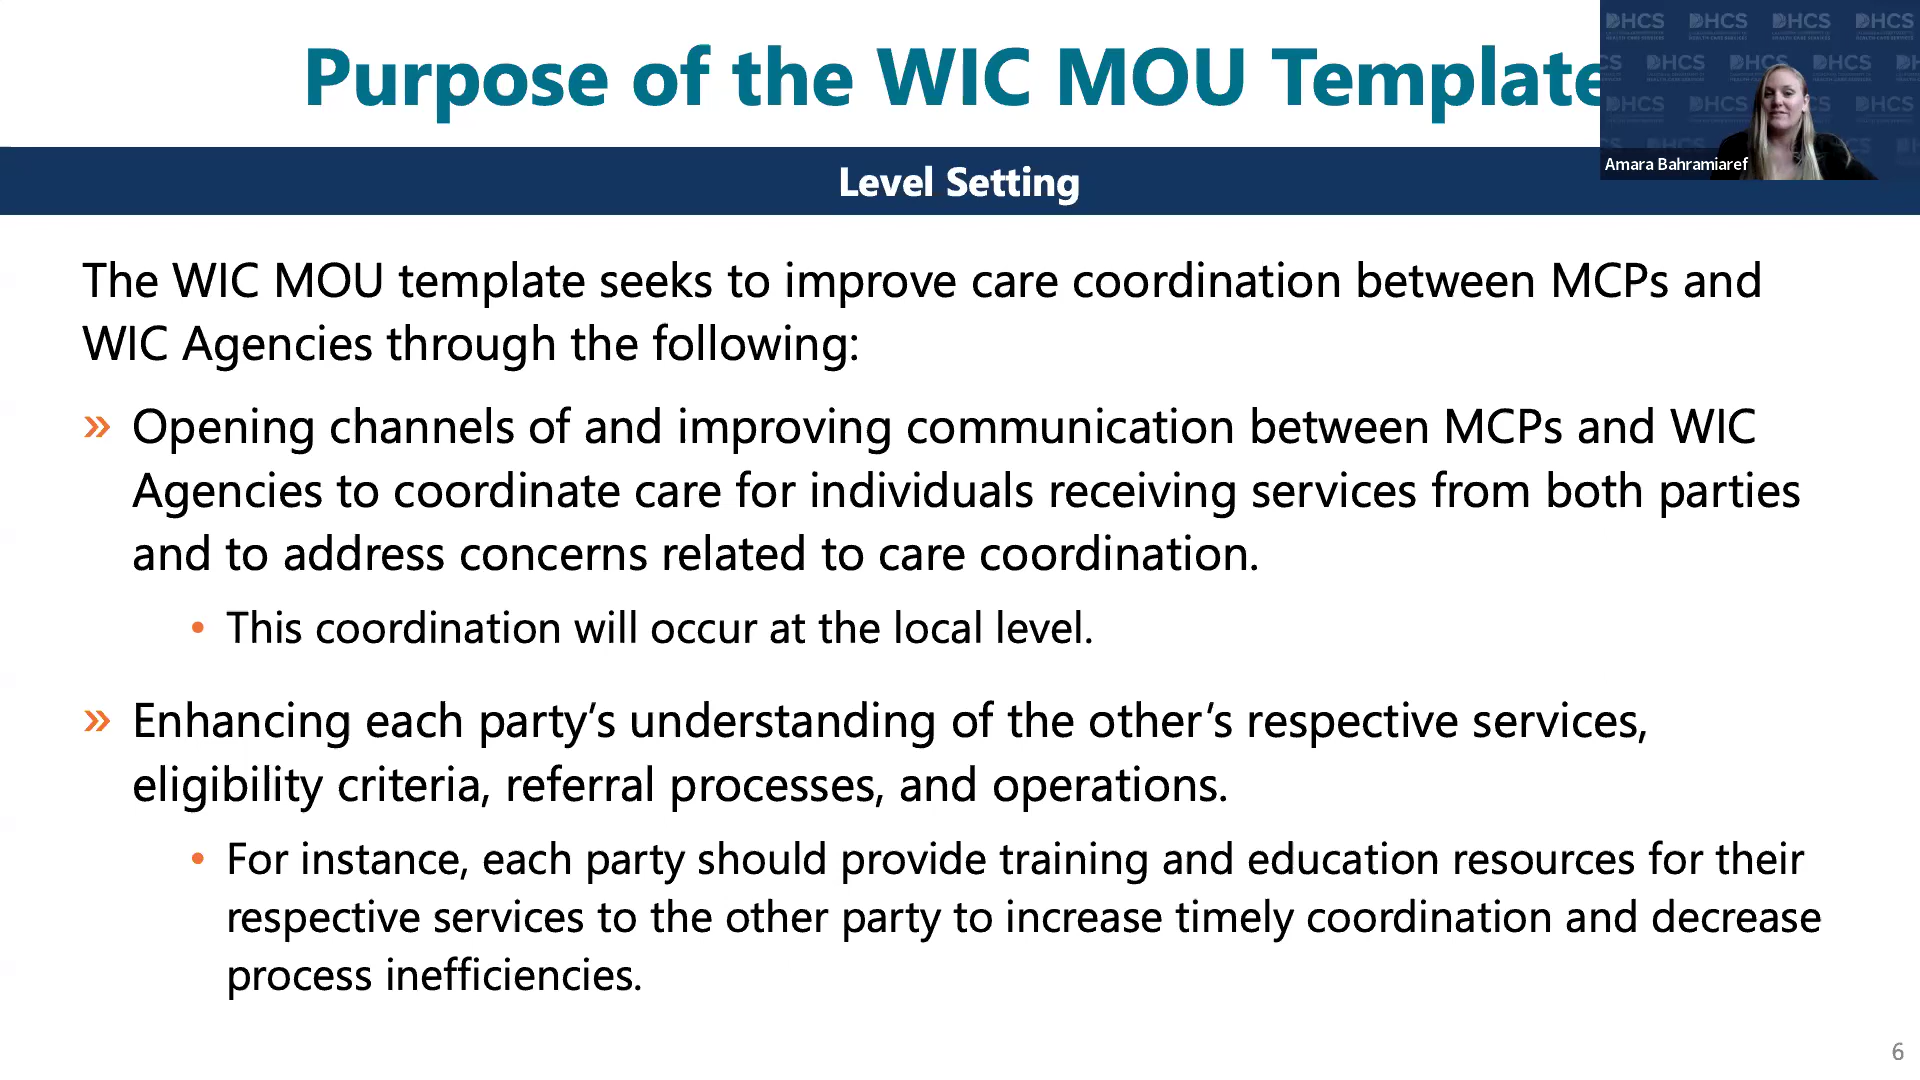 Purpose of the WIC MOU Template
Level Setting
DHCS DHCS DHCS DHCS
DHCS DHCS
DHCS DHCS DHCS
Amara Bahramiaref
The WIC MOU template seeks to improve care coordination between MCPs and
WIC Agencies through the following:
» Opening channels of and improving communication between MCPs and WIC
Agencies to coordinate care for individuals receiving services from both parties
and to address concerns related to care coordination.
• This coordination will occur at the local level.
» Enhancing each party’s understanding of the other’s respective services,
eligibility criteria, referral processes, and operations.
• For instance, each party should provide training and education resources for their
respective services to the other party to increase timely coordination and decrease
process inefficiencies.
6